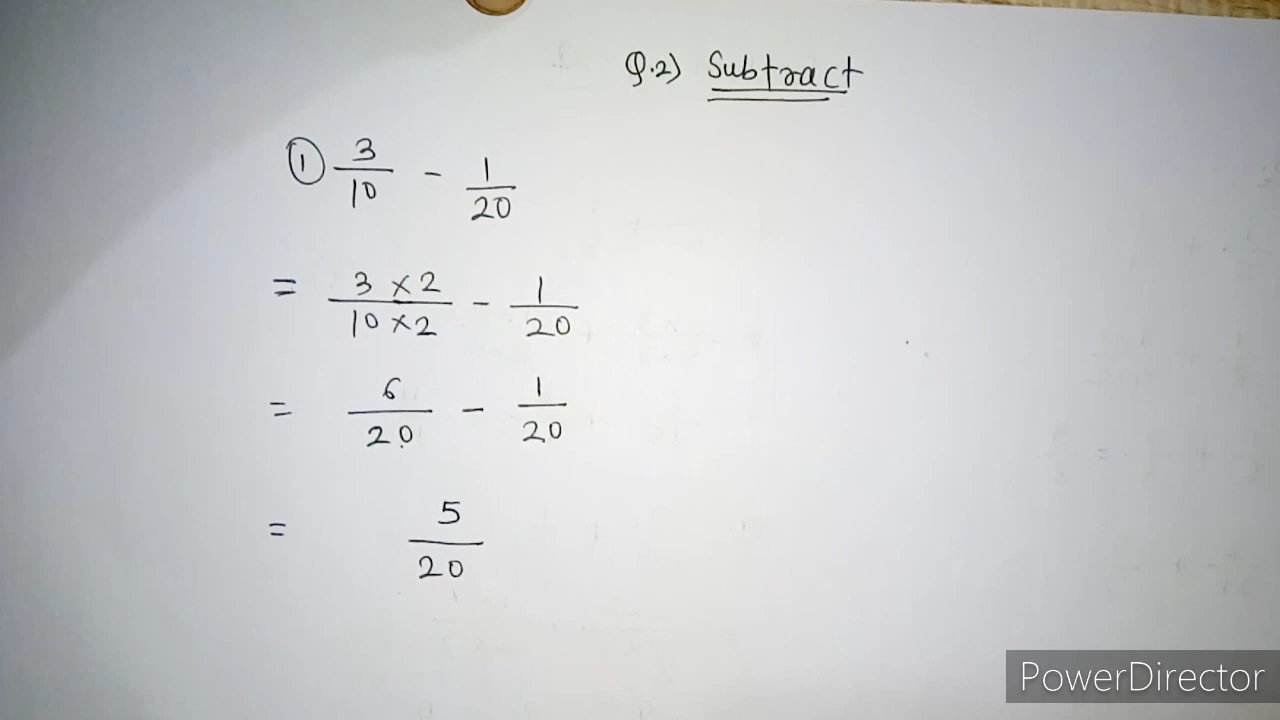 Q.2) Subtract
① 3/10 - 1/20
= 3 × 2/10 × 2 - 1/20
= 6/20 - 1/20
= 5/20
PowerDirector